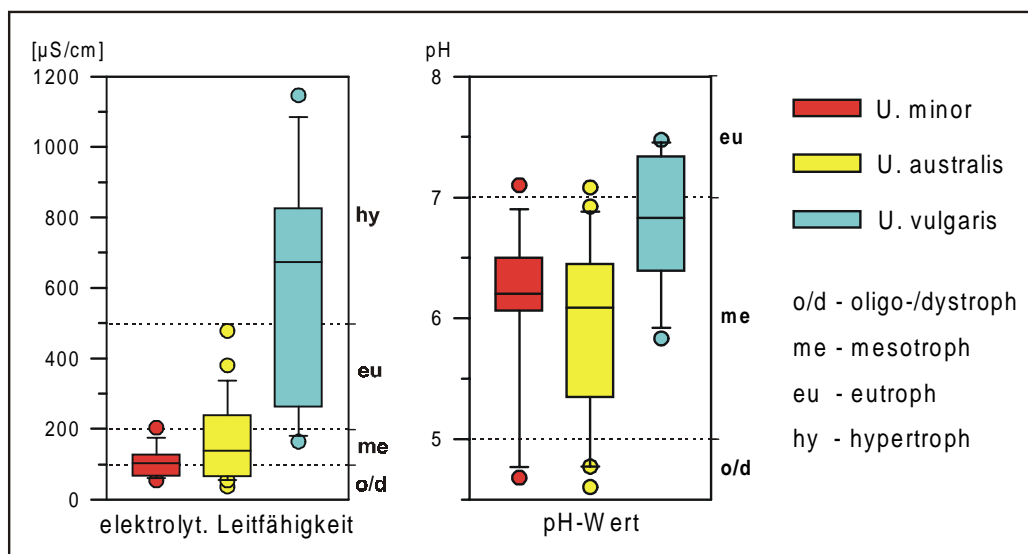 [µS/cm]
1200
1000
800
600
400
200
0
hy
eu
me
o/d
elektrolyt. Leitfähigkeit
pH
8
7
6
5
eu
me
o/d
pH-Wert
U. minor
U. australis
U. vulgaris
o/d - oligo-/dystroph
me - mesotroph
eu - eutroph
hy - hypertroph